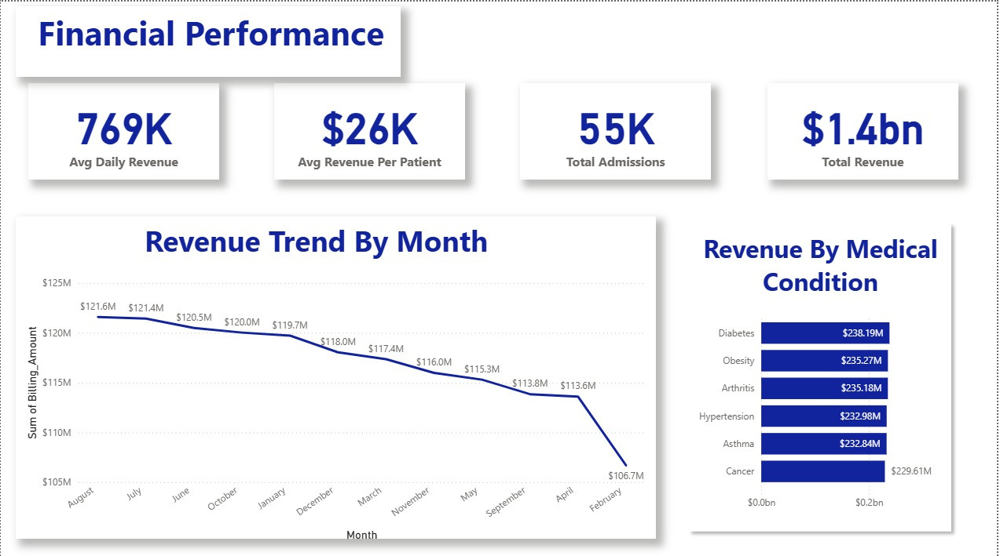 Financial Performance
769K
Avg Daily Revenue
$26K
Avg Revenue Per Patient
55K
Total Admissions
$1.4bn
Total Revenue
Revenue Trend By Month
Sum of Billing_Amount
$125M
$120M
$115M
$110M
$105M
$121.6M
$121.4M
$120.5M
$120.0M
$119.7M
$118.0M
$117.4M
$116.0M
$115.3M
$113.8M
$113.6M
$106.7M
August
July
June
October
January
December
March
November
May
September
April
February
Month
Revenue By Medical
Condition
Diabetes $238.19M
Obesity $235.27M
Arthritis $235.18M
Hypertension $232.98M
Asthma $232.84M
Cancer $229.61M
$0.0bn $0.2bn